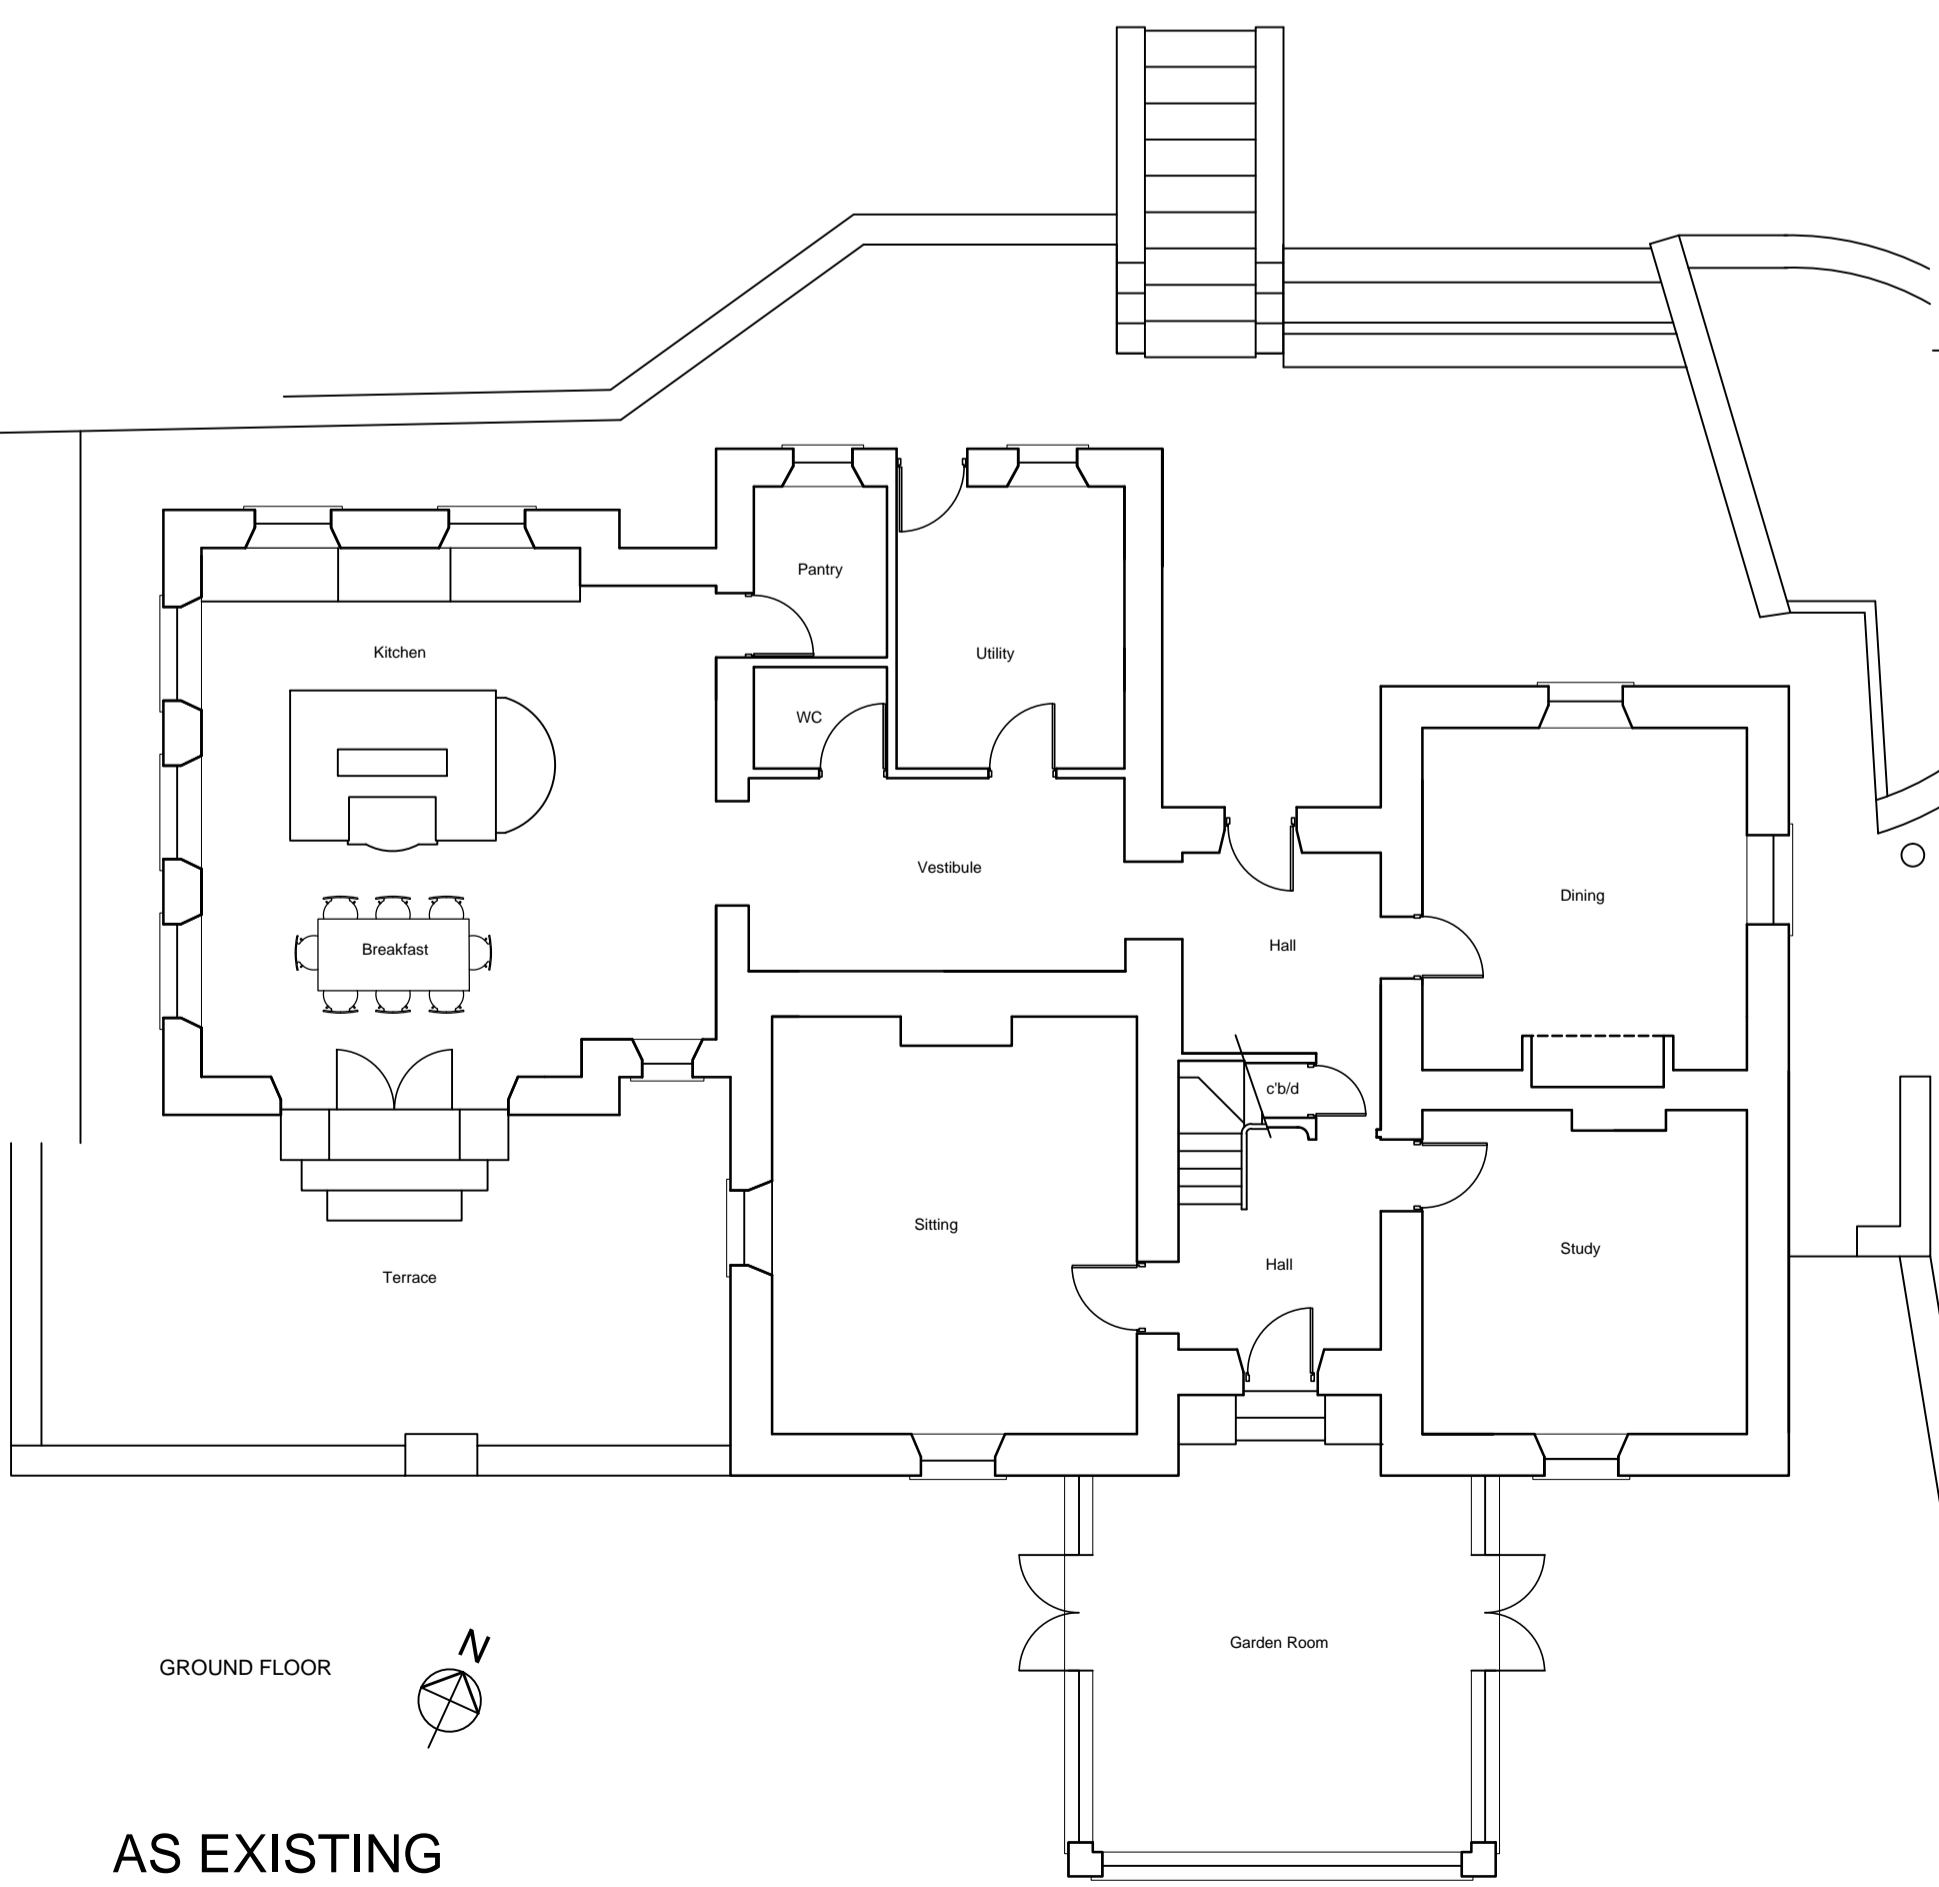 Pantry
Kitchen
Utility
WC
Vestibule
Dining
Breakfast
Hall
c'b/d
Sitting
Study
Hall
Terrace
Garden Room
N
GROUND FLOOR
AS EXISTING